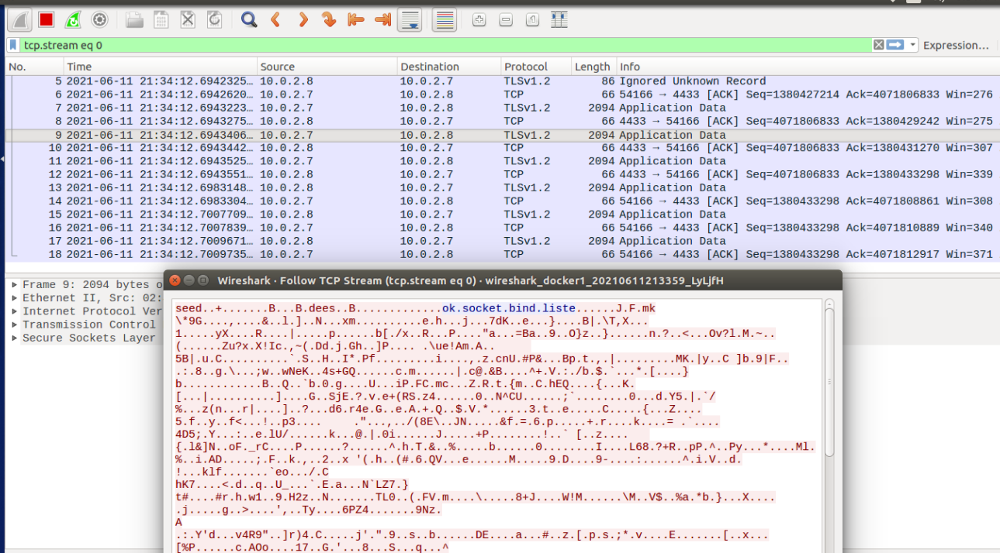 tcp.stream eq 0
Expression...
No. Time Source Destination Protocol Length Info
5 2021-06-11 21:34:12.6942325... 10.0.2.8 10.0.2.7 TLSv1.2 86 Ignored Unknown Record
6 2021-06-11 21:34:12.6942620... 10.0.2.7 10.0.2.8 TCP 66 54166 → 4433 [ACK] Seq=1380427214 Ack=4071806833 Win=276
7 2021-06-11 21:34:12.6943223... 10.0.2.7 10.0.2.8 TLSv1.2 2094 Application Data
8 2021-06-11 21:34:12.6943275... 10.0.2.8 10.0.2.7 TCP 66 4433 → 54166 [ACK] Seq=4071806833 Ack=1380429242 Win=275
9 2021-06-11 21:34:12.6943406... 10.0.2.7 10.0.2.8 TLSv1.2 2094 Application Data
10 2021-06-11 21:34:12.6943442... 10.0.2.8 10.0.2.7 TCP 66 4433 → 54166 [ACK] Seq=4071806833 Ack=1380431270 Win=307
11 2021-06-11 21:34:12.6943525... 10.0.2.7 10.0.2.8 TLSv1.2 2094 Application Data
12 2021-06-11 21:34:12.6943551... 10.0.2.8 10.0.2.7 TCP 66 4433 → 54166 [ACK] Seq=4071806833 Ack=1380433298 Win=339
13 2021-06-11 21:34:12.6983148... 10.0.2.8 10.0.2.7 TLSv1.2 2094 Application Data
14 2021-06-11 21:34:12.6983304... 10.0.2.7 10.0.2.8 TCP 66 54166 → 4433 [ACK] Seq=1380433298 Ack=4071808861 Win=308
15 2021-06-11 21:34:12.7007709... 10.0.2.8 10.0.2.7 TLSv1.2 2094 Application Data
16 2021-06-11 21:34:12.7007839... 10.0.2.7 10.0.2.8 TCP 66 54166 → 4433 [ACK] Seq=1380433298 Ack=4071810889 Win=340
17 2021-06-11 21:34:12.7009671... 10.0.2.8 10.0.2.7 TLSv1.2 2094 Application Data
18 2021-06-11 21:34:12.7009735... 10.0.2.7 10.0.2.8 TCP 66 54166 → 4433 [ACK] Seq=1380433298 Ack=4071812917 Win=371
Frame 9: 2094 bytes o
Ethernet II, Src: 02:
Internet Protocol Ver
Transmission Control
Secure Sockets Layer
Wireshark · Follow TCP Stream (tcp.stream eq 0) · wireshark_docker1_20210611213359_LyLjfH
seed..+.......B...B.dees..B.............ok.socket.bind.liste......J.F.mk
\*9G....,....&..l.]..N...xm..........e.h...j...7dK..e...}....B|.\T,X...
1.....yX....R....|.....p......b[./x..R...P...."a...=Ba..9..O}z..}......n.?..<...Ov?l.M.~..
(......Zu?x.X!Ic.,~(.Dd.j.Gh..]P.... .\ue!Am.A..
5B|.u.C..........`.S..H..I*.Pf.........i....,.z.cnU.#P&...Bp.t.,.|.........MK.|y..C ]b.9|F..
.:.8..g.\...;w..wNeK..4s+GQ......c.m......|.c@.&B....^+.V.:./b.$.`...*.[....}
b............B..Q..`b.0.g....U...iP.FC.mc...Z.R.t.{m..C.hEQ....{...K.
[...|..........]....G..SjE.?.v.e+(RS.z4......0..N^CU......;`........0...d.Y5.|.`/
%...z(n...r|....]..?...d6.r4e.G..e.A.+.Q..$.V.*......3.t..e.....C.....{...Z....
5.f..y..f<...!..p3.... ."...,../(8E\..JN.....&f.=.6.p.....+.r....k....= .`....
4D5;.Y...:..e.lU/......k...@.|.0i......J.....+P........!..` [..z....
{.l&]N..oF._rC....P......?......^.h.T.&..%.....b......0........I....L68.?+R..pP.^..Py...*....Ml.
%..i.AD.....;.F..k.,..2..x '(.h..(#.6.QV...e......M.....9.D....9-....:......^.i.V..d.
!...klf.......`eo.../.C
hK7....<.d..q..U_...`.E.a...N`LZ7.}
t#....#r.h.w1..9.H2z..N.......TL0..(.FV.m....\.....8+J....W!M......\M..V$..%a.*b.}...X....
.j.....g..>....',..Ty....6PZ4.......9Nz.
A
.:.Y'd...v4R9"..]r)4.C.....j'.".9..s..b......DE....a...#..z.[.p.s.;*.v....E.......[..x...
[%P......c.AOo....17..G.'...8...S...q...^